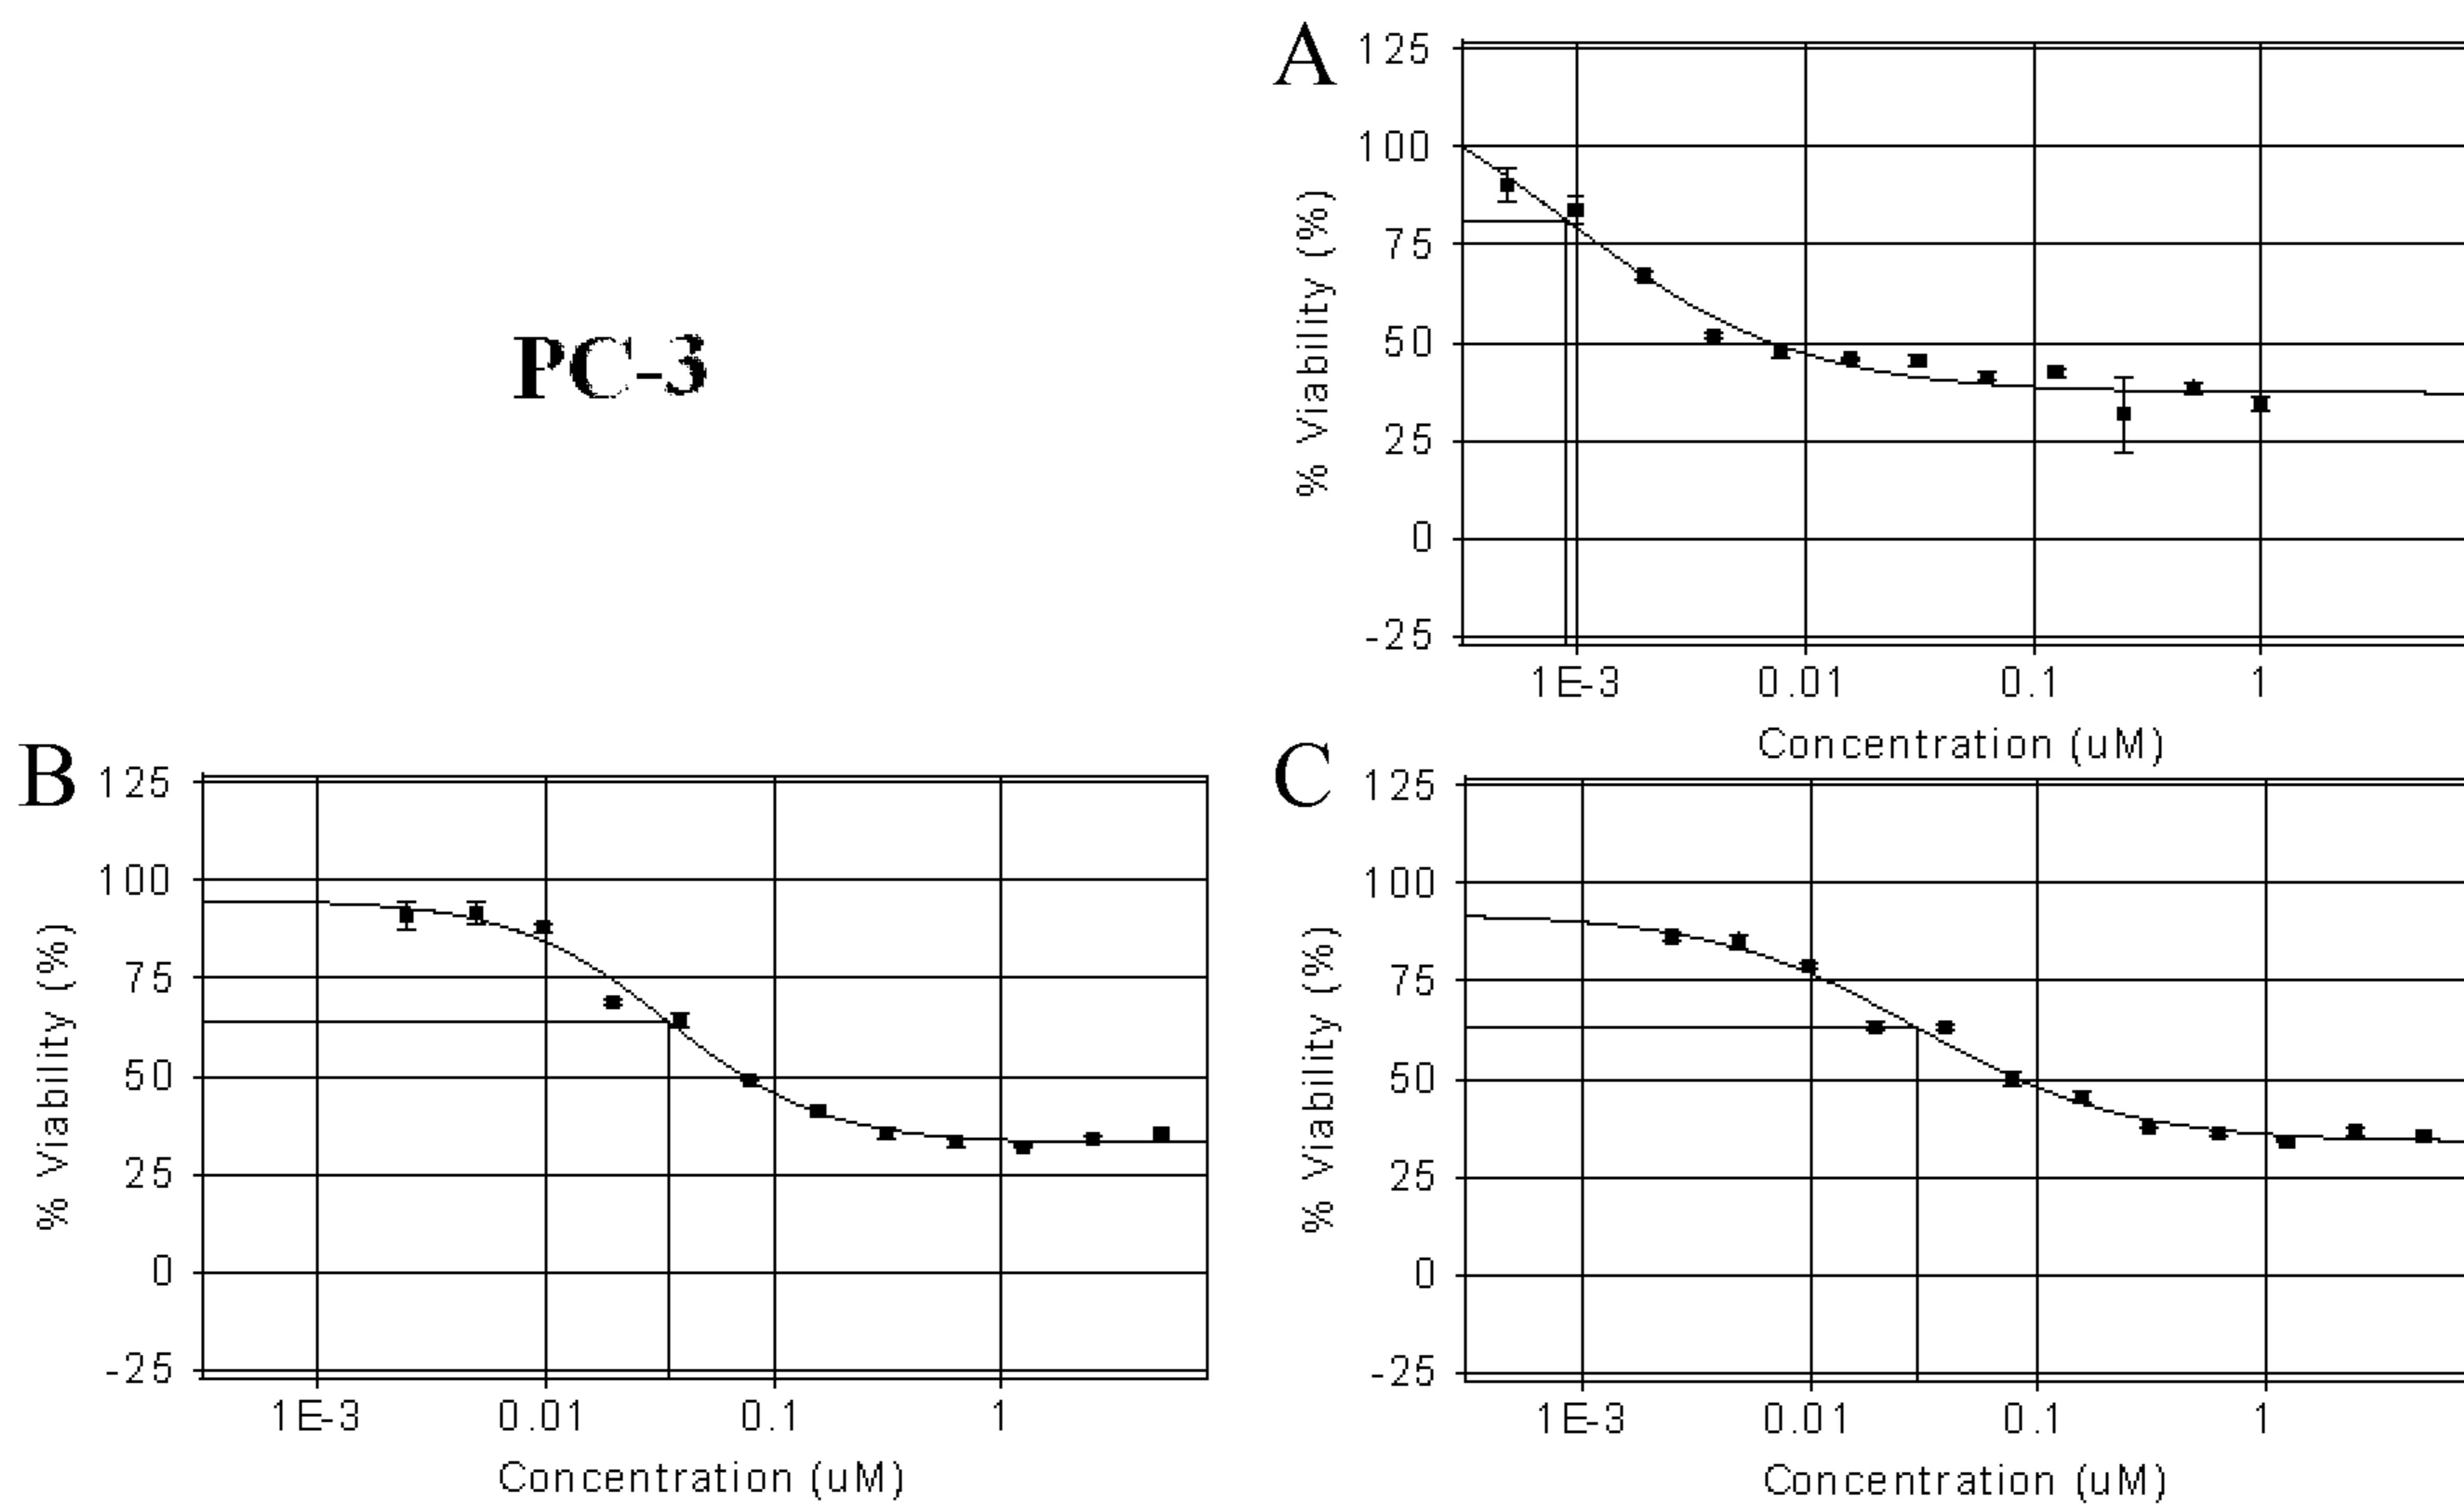 A
% Viability (%)
125
100
75
50
25
0
-25
1E-3 0.01 0.1 1
Concentration (uM)
PC-3
B
% Viability (%)
125
100
75
50
25
0
-25
1E-3 0.01 0.1 1
Concentration (uM)
C
% Viability (%)
125
100
75
50
25
0
-25
1E-3 0.01 0.1 1
Concentration (uM)